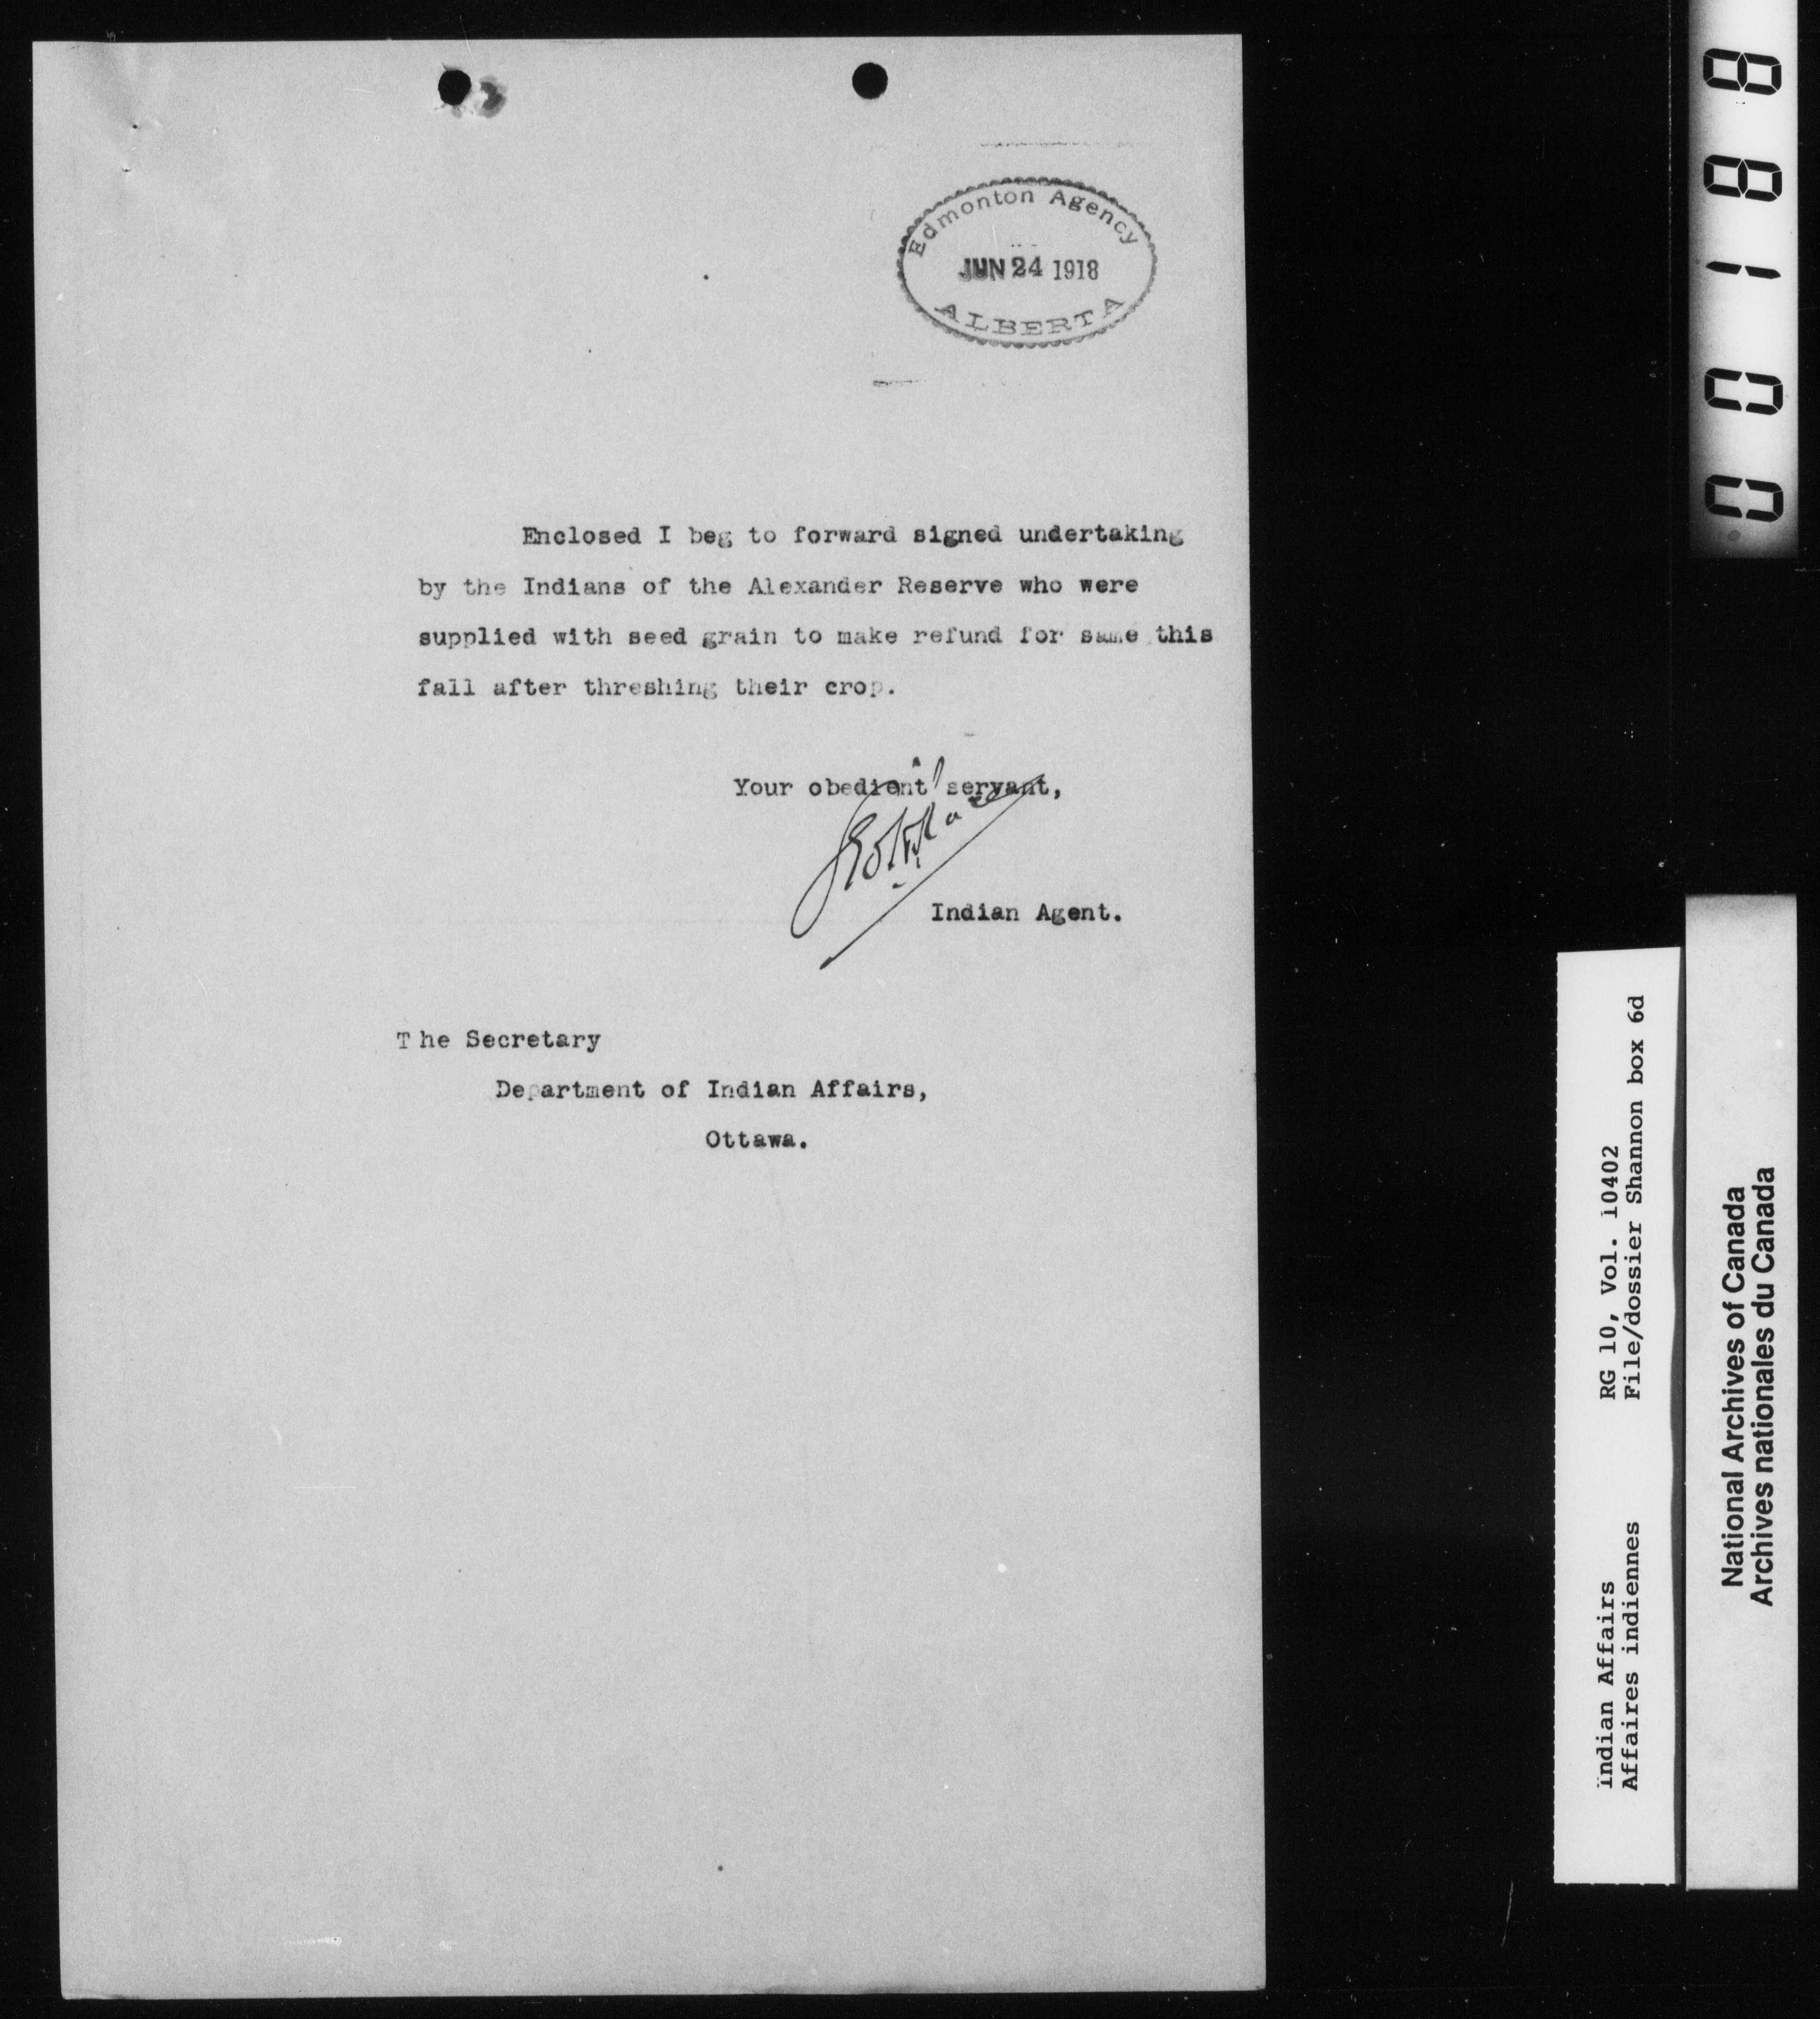 Edmonton Agency
JUN 24 1918
ALBERTA
Enclosed I beg to forward signed undertaking
by the Indians of the Alexander Reserve who were
supplied with seed grain to make refund for same this
fall after threshing their crop.
Your obedient servant,
Indian Agent.
The Secretary
Department of Indian Affairs,
Ottawa.
00188
Indian Affairs RG 10, Vol. 10402
Affaires indiennes File/dossier Shannon box 6d
National Archives of Canada
Archives nationales du Canada